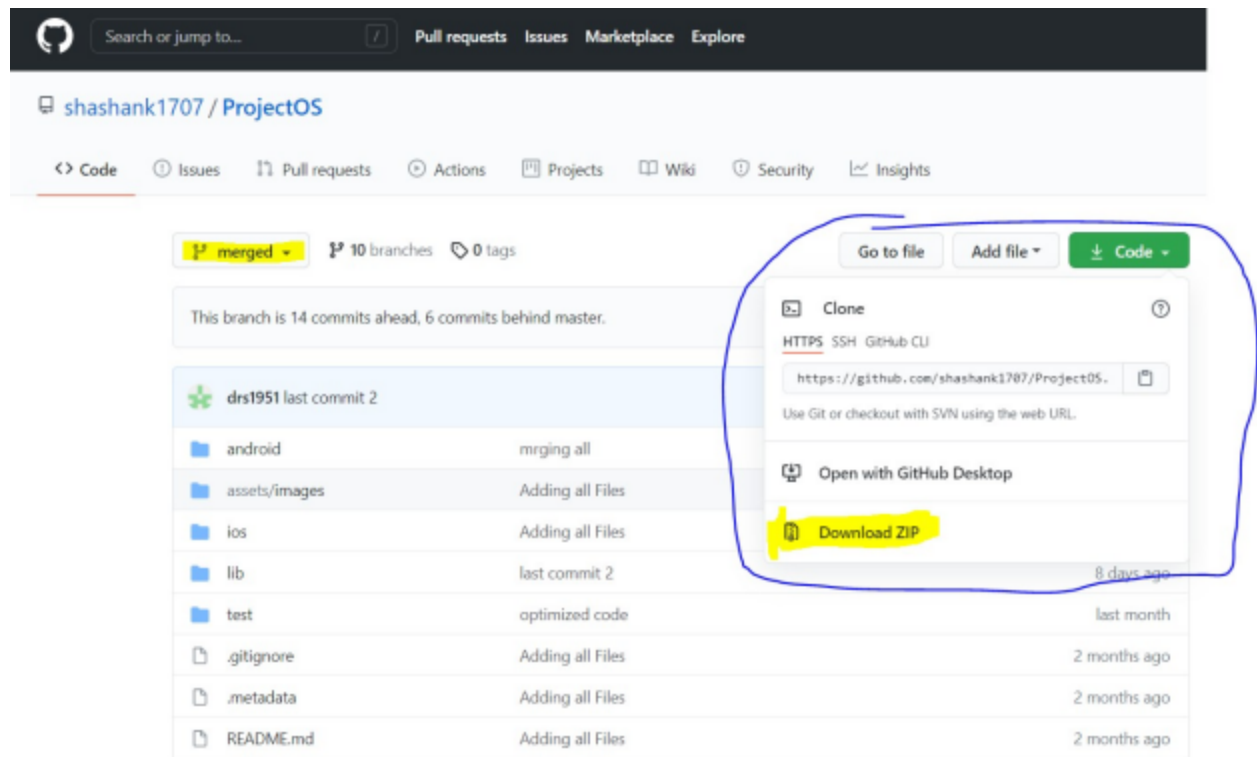 Search or jump to... / Pull requests Issues Marketplace Explore
shashank1707 / ProjectOS
<> Code Issues Pull requests Actions Projects Wiki Security Insights
merged 10 branches 0 tags Go to file Add file Code
This branch is 14 commits ahead, 6 commits behind master.
Clone
HTTPS SSH GitHub CLI
https://github.com/shashank1707/ProjectOS.
Use Git or checkout with SVN using the web URL.
Open with GitHub Desktop
Download ZIP
drs1951 last commit 2
android mrging all
assets/images Adding all Files
ios Adding all Files
lib last commit 2 8 days ago
test optimized code last month
.gitignore Adding all Files 2 months ago
.metadata Adding all Files 2 months ago
README.md Adding all Files 2 months ago